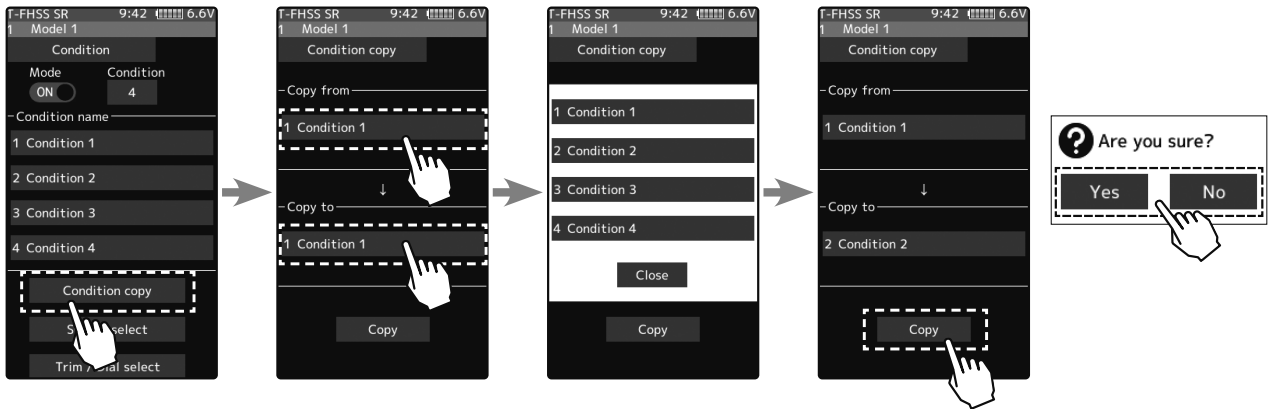 T-FHSS SR 9:42 6.6V
1 Model 1
Condition
Mode Condition
ON 4
Condition name
1 Condition 1
2 Condition 2
3 Condition 3
4 Condition 4
Condition copy
select
Trim / Dial select
T-FHSS SR 9:42 6.6V
1 Model 1
Condition copy
Copy from
1 Condition 1
↓
Copy to
1 Condition 1
Copy
T-FHSS SR 9:42 6.6V
1 Model 1
Condition copy
1 Condition 1
2 Condition 2
3 Condition 3
4 Condition 4
Close
Copy
T-FHSS SR 9:42 6.6V
1 Model 1
Condition copy
Copy from
1 Condition 1
↓
Copy to
2 Condition 2
Copy
? Are you sure?
Yes No